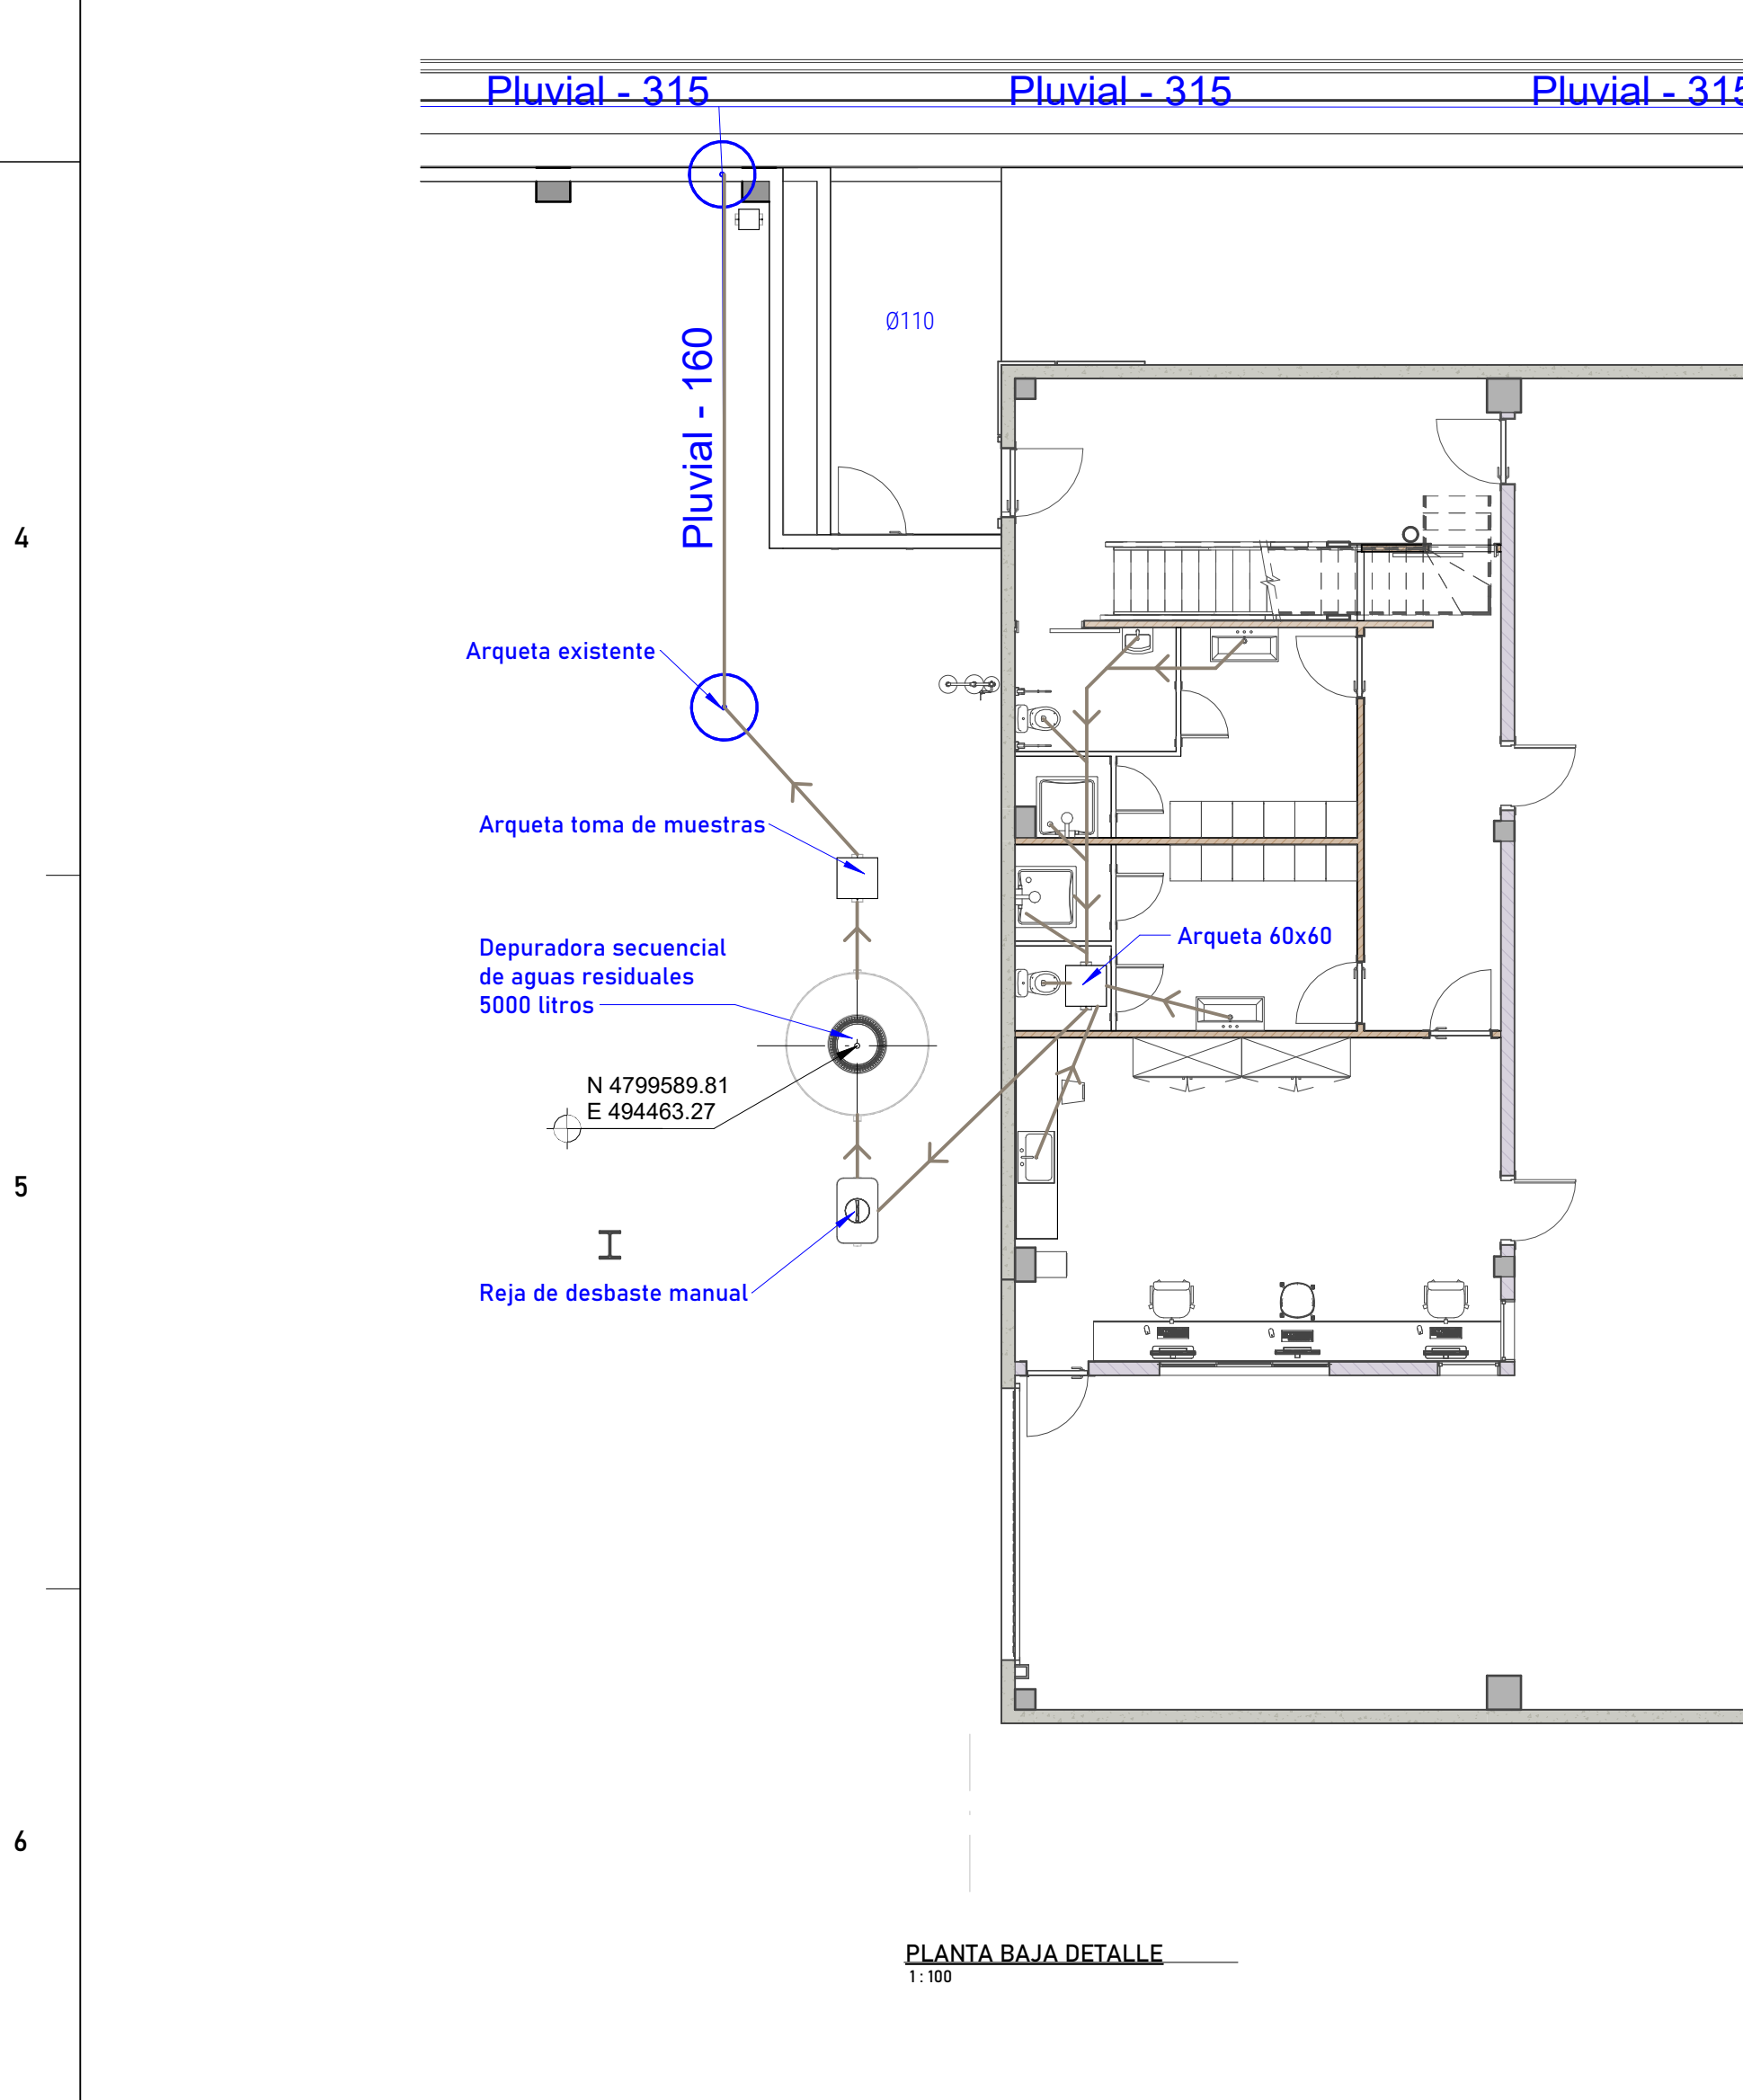 Pluvial - 315
Pluvial - 315
Pluvial - 315
Ø110
Pluvial - 160
4
Arqueta existente
Arqueta toma de muestras
Arqueta 60x60
Depuradora secuencial
de aguas residuales
5000 litros
N 4799589.81
E 494463.27
5
Reja de desbaste manual
6
PLANTA BAJA DETALLE
1 : 100